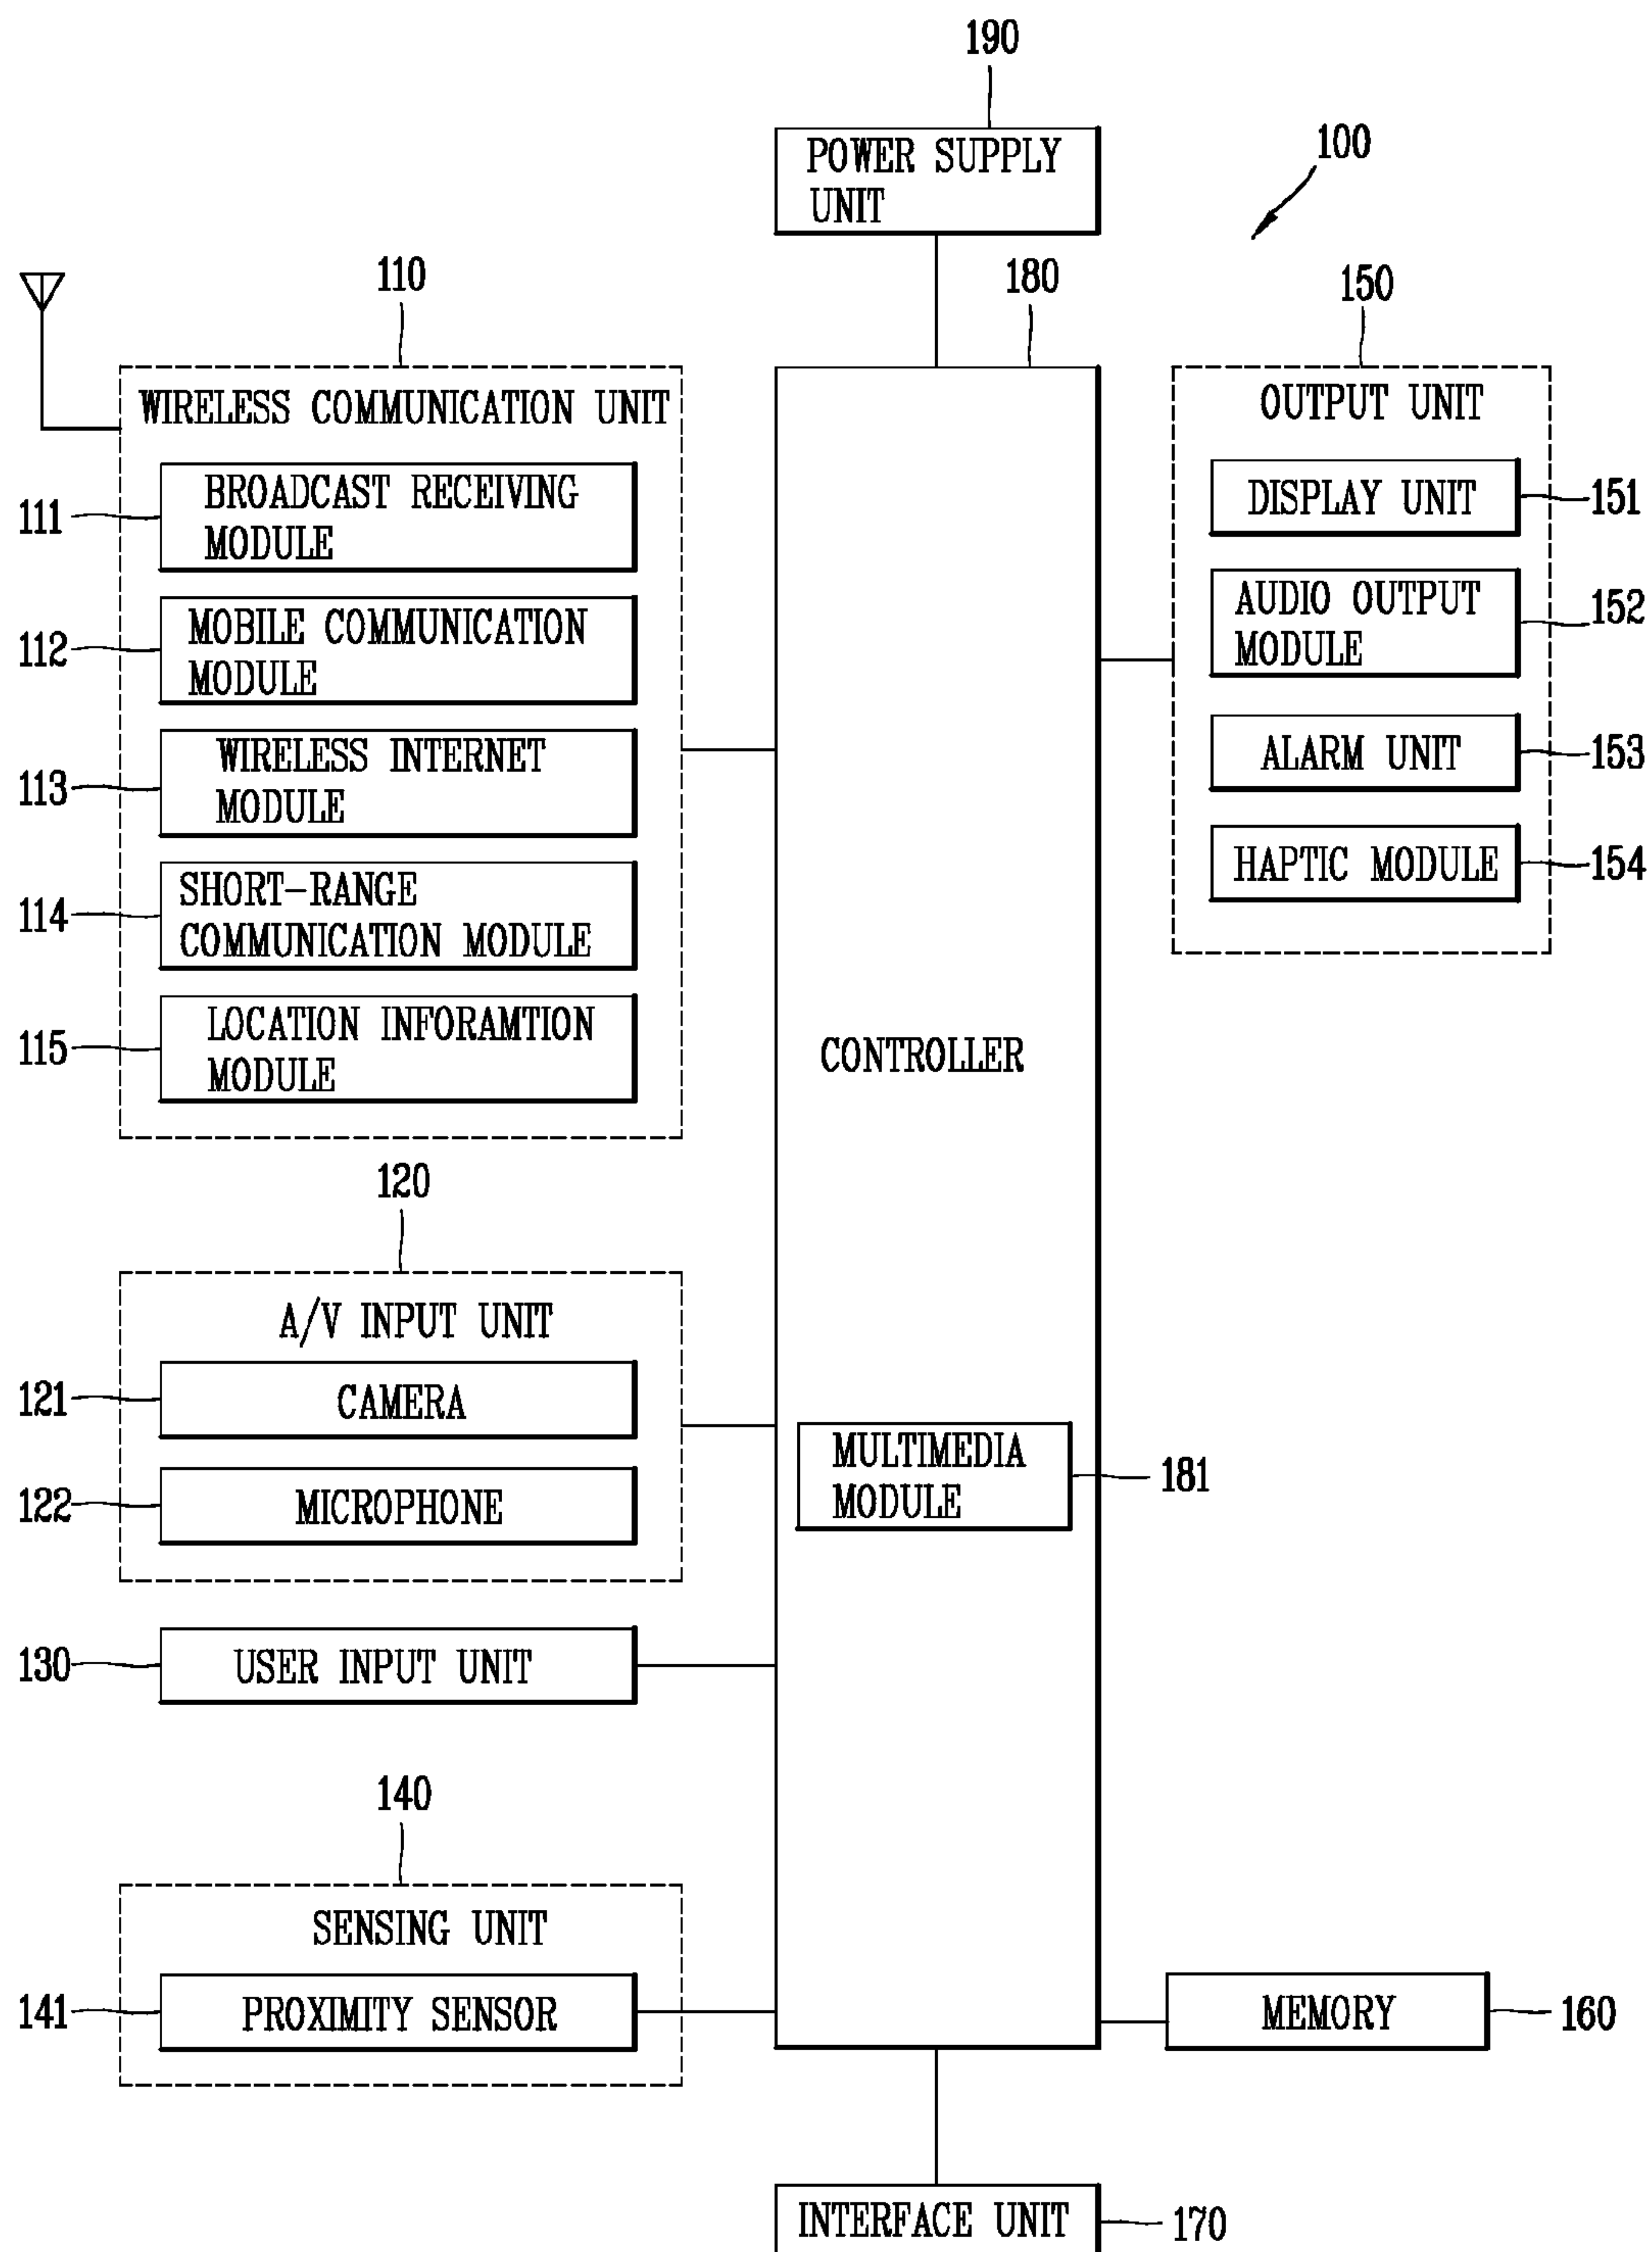 190
POWER SUPPLY
UNIT
100
110
180
150
WIRELESS COMMUNICATION UNIT
111
BROADCAST RECEIVING
MODULE
112
MOBILE COMMUNICATION
MODULE
113
WIRELESS INTERNET
MODULE
114
SHORT-RANGE
COMMUNICATION MODULE
115
LOCATION INFORAMTION
MODULE
OUTPUT UNIT
DISPLAY UNIT
151
AUDIO OUTPUT
MODULE
152
ALARM UNIT
153
HAPTIC MODULE
154
CONTROLLER
120
A/V INPUT UNIT
121
CAMERA
122
MICROPHONE
MULTIMEDIA
MODULE
181
130
USER INPUT UNIT
140
SENSING UNIT
141
PROXIMITY SENSOR
MEMORY
160
INTERFACE UNIT
170